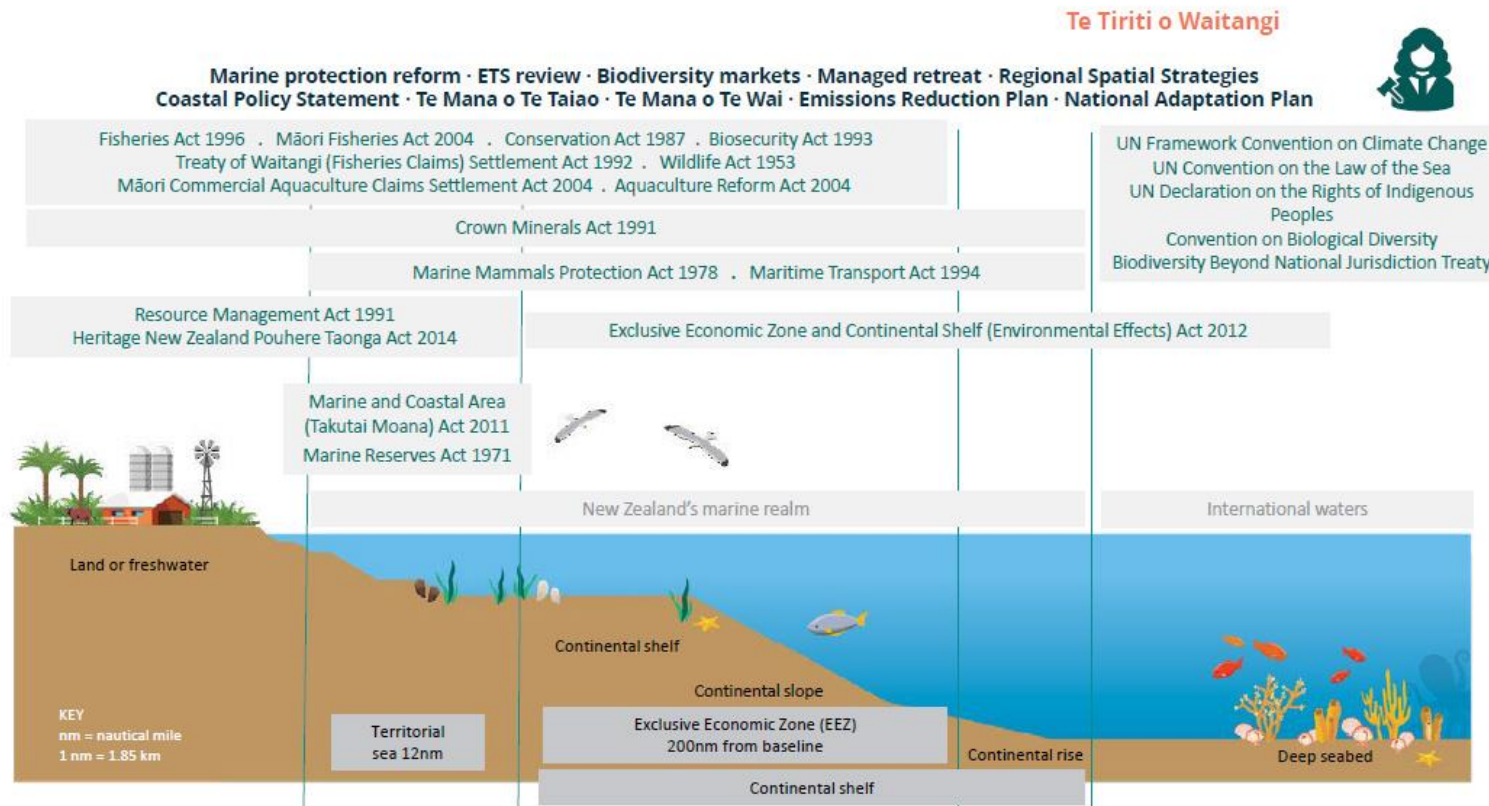 Te Tiriti o Waitangi
Marine protection reform · ETS review · Biodiversity markets · Managed retreat · Regional Spatial Strategies
Coastal Policy Statement · Te Mana o Te Taiao · Te Mana o Te Wai · Emissions Reduction Plan · National Adaptation Plan
Fisheries Act 1996 . Māori Fisheries Act 2004 . Conservation Act 1987 . Biosecurity Act 1993
Treaty of Waitangi (Fisheries Claims) Settlement Act 1992 . Wildlife Act 1953
Māori Commercial Aquaculture Claims Settlement Act 2004 . Aquaculture Reform Act 2004
UN Framework Convention on Climate Change
UN Convention on the Law of the Sea
UN Declaration on the Rights of Indigenous
Peoples
Convention on Biological Diversity
Biodiversity Beyond National Jurisdiction Treaty
Crown Minerals Act 1991
Marine Mammals Protection Act 1978 . Maritime Transport Act 1994
Resource Management Act 1991
Heritage New Zealand Pouhere Taonga Act 2014
Exclusive Economic Zone and Continental Shelf (Environmental Effects) Act 2012
Marine and Coastal Area
(Takutai Moana) Act 2011
Marine Reserves Act 1971
New Zealand's marine realm
International waters
Land or freshwater
Continental shelf
Continental slope
KEY
nm = nautical mile
1 nm = 1.85 km
Territorial
sea 12nm
Exclusive Economic Zone (EEZ)
200nm from baseline
Continental rise
Deep seabed
Continental shelf